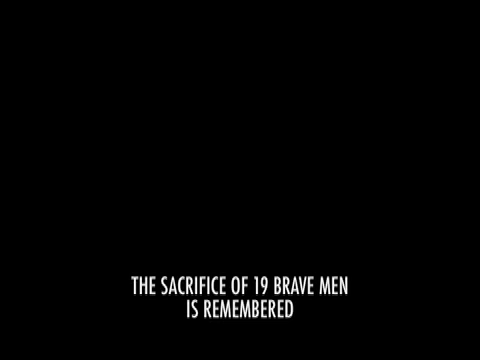 THE SACRIFICE OF 19 BRAVE MEN
IS REMEMBERED